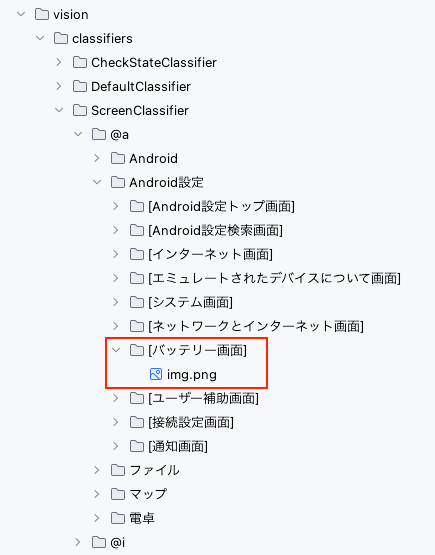 vision
classifiers
CheckStateClassifier
DefaultClassifier
ScreenClassifier
@a
Android
Android設定
[Android設定トップ画面]
[Android設定検索画面]
[インターネット画面]
[エミュレートされたデバイスについて画面]
[システム画面]
[ネットワークとインターネット画面]
[バッテリー画面]
img.png
[ユーザー補助画面]
[接続設定画面]
[通知画面]
ファイル
マップ
電卓
@i